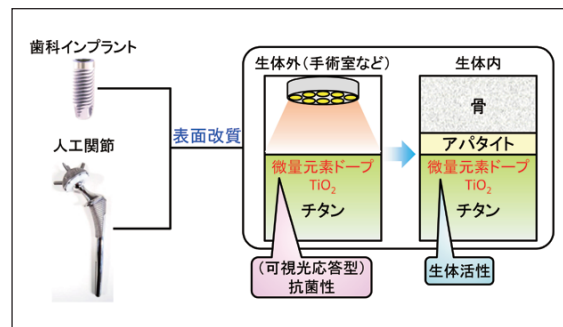 歯科インプラント
人工関節
表面改質
生体外(手術室など)
微量元素ドープ
TiO2
チタン
(可視光応答型)
抗菌性
生体内
骨
アパタイト
微量元素ドープ
TiO2
チタン
生体活性